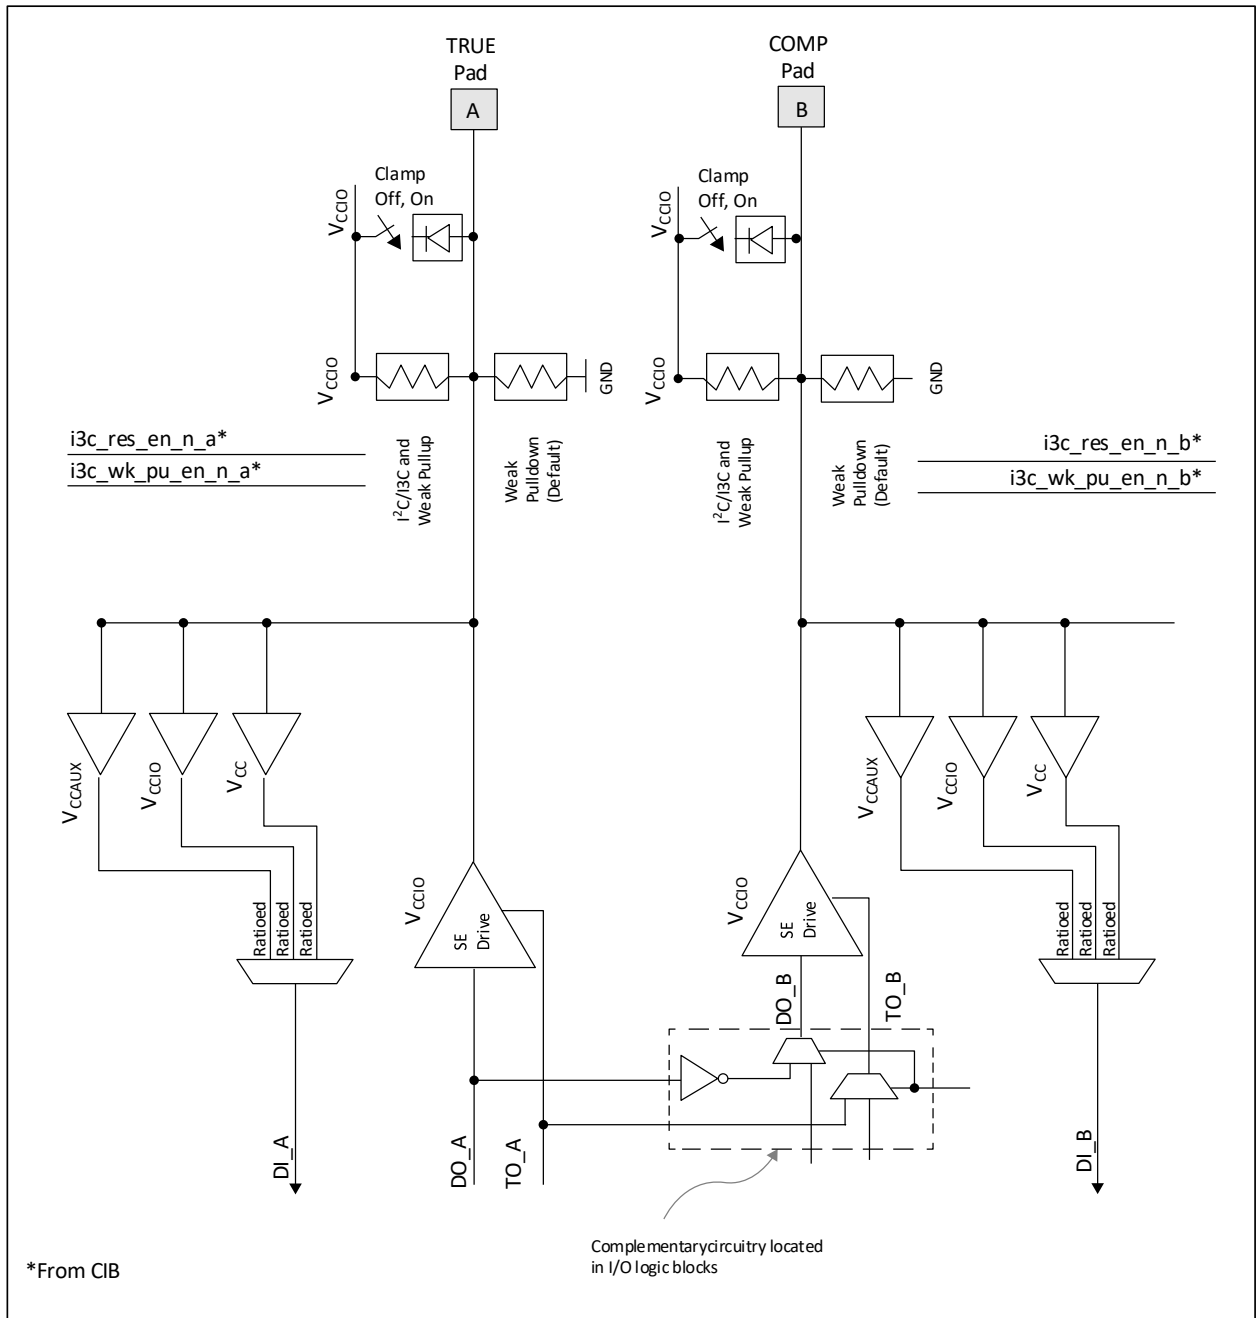 TRUE
Pad
A
COMP
Pad
B
Clamp
Off, On
VCCIO
Clamp
Off, On
VCCIO
VCCIO
GND
VCCIO
GND
i3c_res_en_n_a*
i3c_wk_pu_en_n_a*
I²C/I3C and
Weak Pullup
Weak
Pulldown
(Default)
I²C/I3C and
Weak Pullup
Weak
Pulldown
(Default)
i3c_res_en_n_b*
i3c_wk_pu_en_n_b*
VCCAUX
VCCIO
VCC
VCCAUX
VCCIO
VCC
Ratioed
Ratioed
Ratioed
VCCIO
SE
Drive
VCCIO
SE
Drive
Ratioed
Ratioed
Ratioed
DO_B
TO_B
DI_A
DO_A
TO_A
DI_B
Complementarycircuitry located
in I/O logic blocks
*From CIB